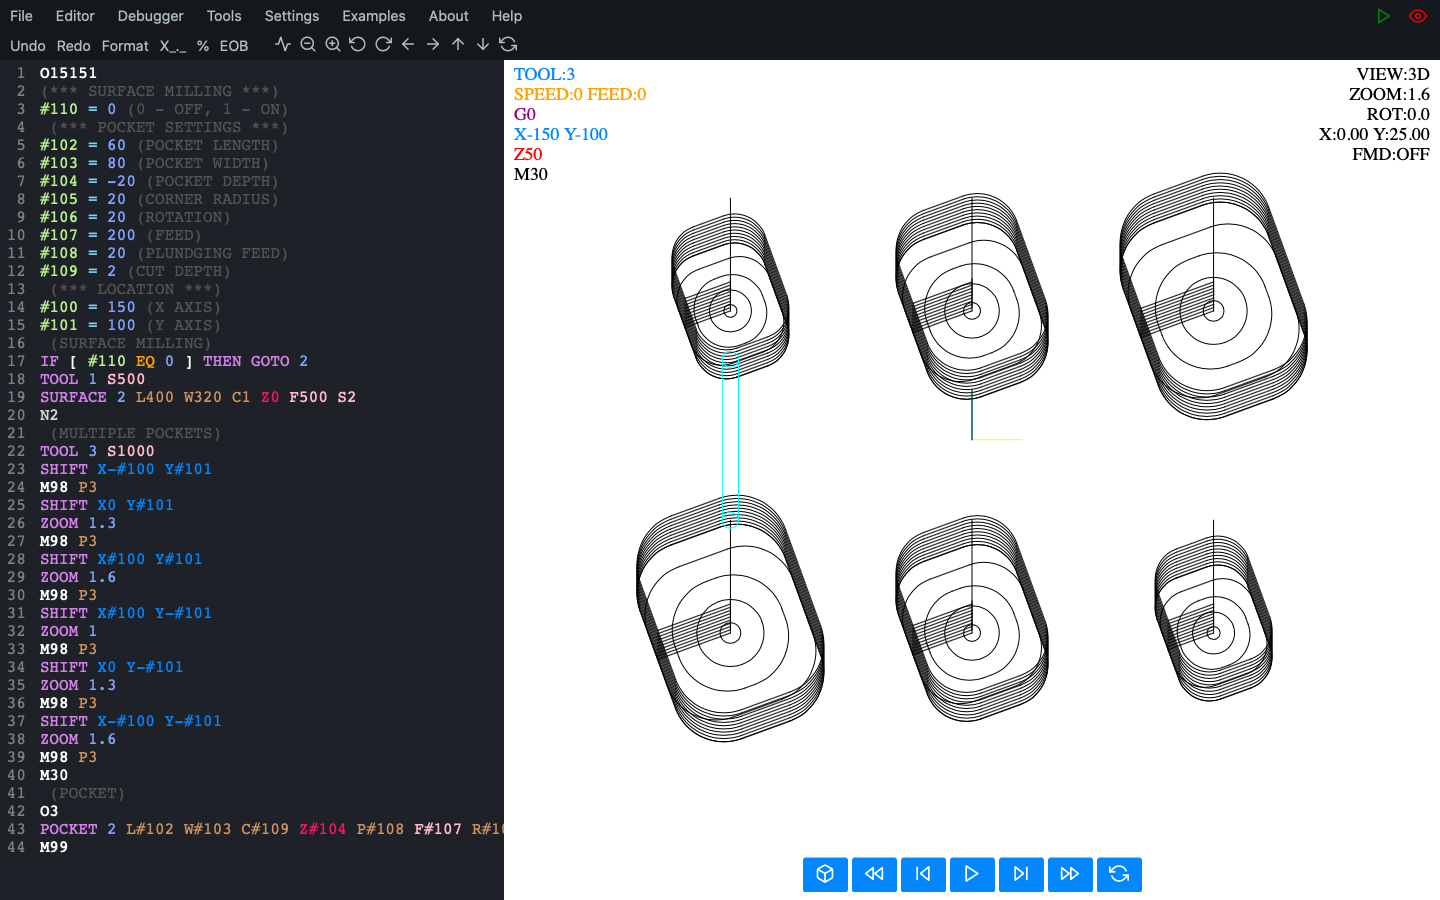 File Editor Debugger Tools Settings Examples About Help
Undo Redo Format X_._ % EOB
1 O15151
2 (*** SURFACE MILLING ***)
3 #110 = 0 (0 - OFF, 1 - ON)
4 (*** POCKET SETTINGS ***)
5 #102 = 60 (POCKET LENGTH)
6 #103 = 80 (POCKET WIDTH)
7 #104 = -20 (POCKET DEPTH)
8 #105 = 20 (CORNER RADIUS)
9 #106 = 20 (ROTATION)
10 #107 = 200 (FEED)
11 #108 = 20 (PLUNDGING FEED)
12 #109 = 2 (CUT DEPTH)
13 (*** LOCATION ***)
14 #100 = 150 (X AXIS)
15 #101 = 100 (Y AXIS)
16 (SURFACE MILLING)
17 IF [ #110 EQ 0 ] THEN GOTO 2
18 TOOL 1 S500
19 SURFACE 2 L400 W320 C1 Z0 F500 S2
20 N2
21 (MULTIPLE POCKETS)
22 TOOL 3 S1000
23 SHIFT X-#100 Y#101
24 M98 P3
25 SHIFT X0 Y#101
26 ZOOM 1.3
27 M98 P3
28 SHIFT X#100 Y#101
29 ZOOM 1.6
30 M98 P3
31 SHIFT X#100 Y-#101
32 ZOOM 1
33 M98 P3
34 SHIFT X0 Y-#101
35 ZOOM 1.3
36 M98 P3
37 SHIFT X-#100 Y-#101
38 ZOOM 1.6
39 M98 P3
40 M30
41 (POCKET)
42 O3
43 POCKET 2 L#102 W#103 C#109 Z#104 P#108 F#107 R#10
44 M99
TOOL:3
SPEED:0 FEED:0
G0
X-150 Y-100
Z50
M30
VIEW:3D
ZOOM:1.6
ROT:0.0
X:0.00 Y:25.00
FMD:OFF